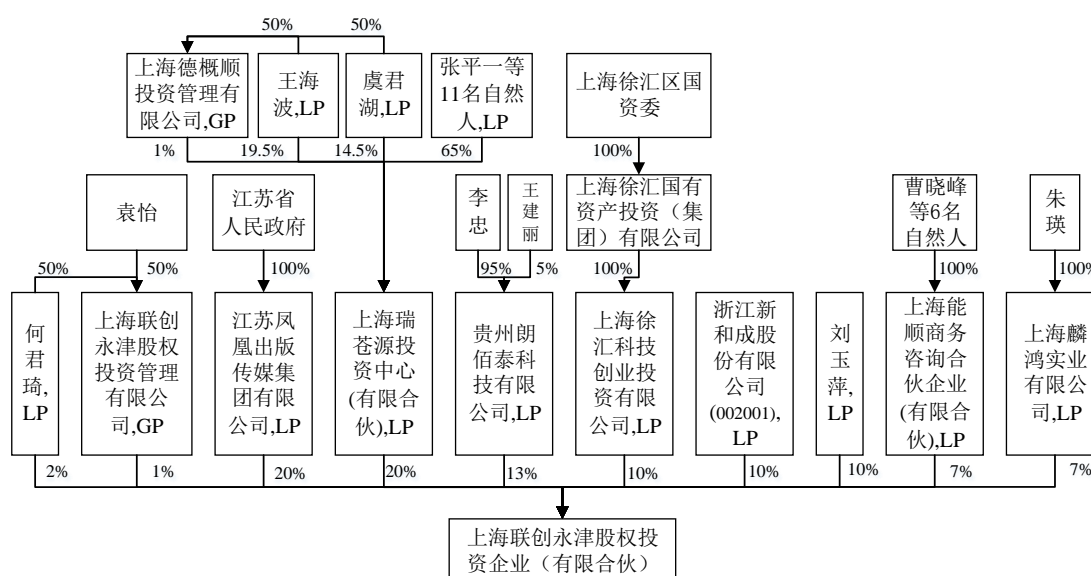 50%
50%
上海德概顺
投资管理有
限公司,GP
王海
波,LP
虞君
湖,LP
张平一等
11名自然
人,LP
上海徐汇区国
资委
1%
19.5%
14.5%
65%
100%
袁怡
江苏省
人民政府
李
忠
王
建
丽
上海徐汇国有
资产投资（集
团）有限公司
曹晓峰
等6名
自然人
朱
瑛
50%
50%
100%
95%
5%
100%
100%
100%
何
君
琦,
LP
上海联创
永津股权
投资管理
有限公
司,GP
江苏凤
凰出版
传媒集
团有限
公司,LP
上海瑞
苍源投
资中心
(有限合
伙),LP
贵州朗
佰泰科
技有限
公司,LP
上海徐
汇科技
创业投
资有限
公司,LP
浙江新
和成股
份有限
公司
(002001),
LP
刘
玉
萍,
LP
上海能
顺商务
咨询合
伙企业
(有限合
伙),LP
上海麟
鸿实业
有限公
司,LP
2%
1%
20%
20%
13%
10%
10%
10%
7%
7%
上海联创永津股权投
资企业（有限合伙）